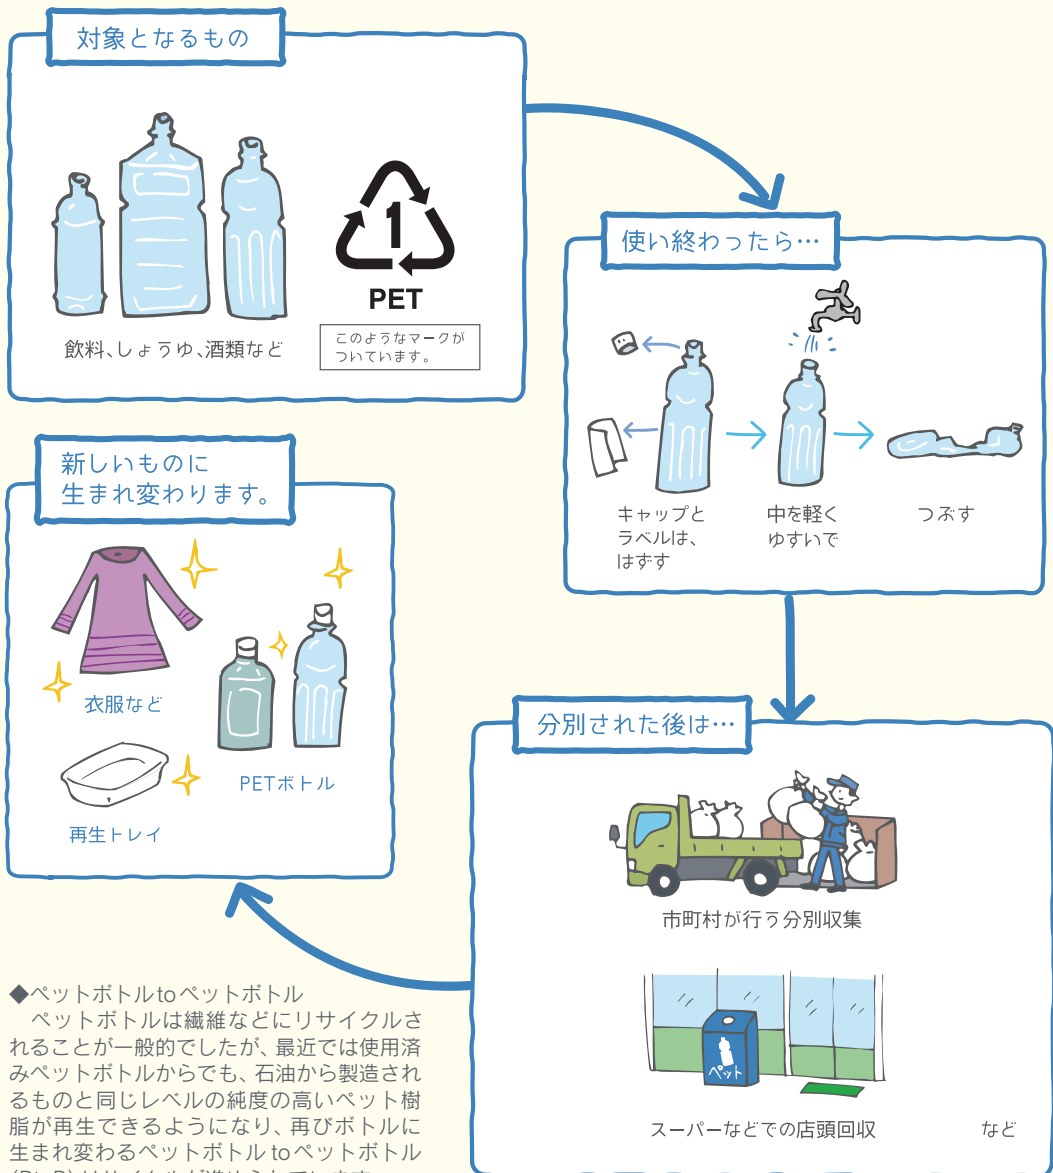 対象となるもの
1
PET
飲料、しょうゆ、酒類など
このようなマークが
ついています。
使い終わったら…
キャップと
ラベルは、
はずす
中を軽く
ゆすいで
つぶす
分別された後は…
市町村が行う分別収集
ペット
スーパーなどでの店頭回収
など
新しいものに
生まれ変わります。
衣服など
PETボトル
再生トレイ
◆ペットボトルtoペットボトル
　ペットボトルは繊維などにリサイクルさ
れることが一般的でしたが、最近では使用済
みペットボトルからでも、石油から製造され
るものと同じレベルの純度の高いペット樹
脂が再生できるようになり、再びボトルに
生まれ変わるペットボトルtoペットボトル